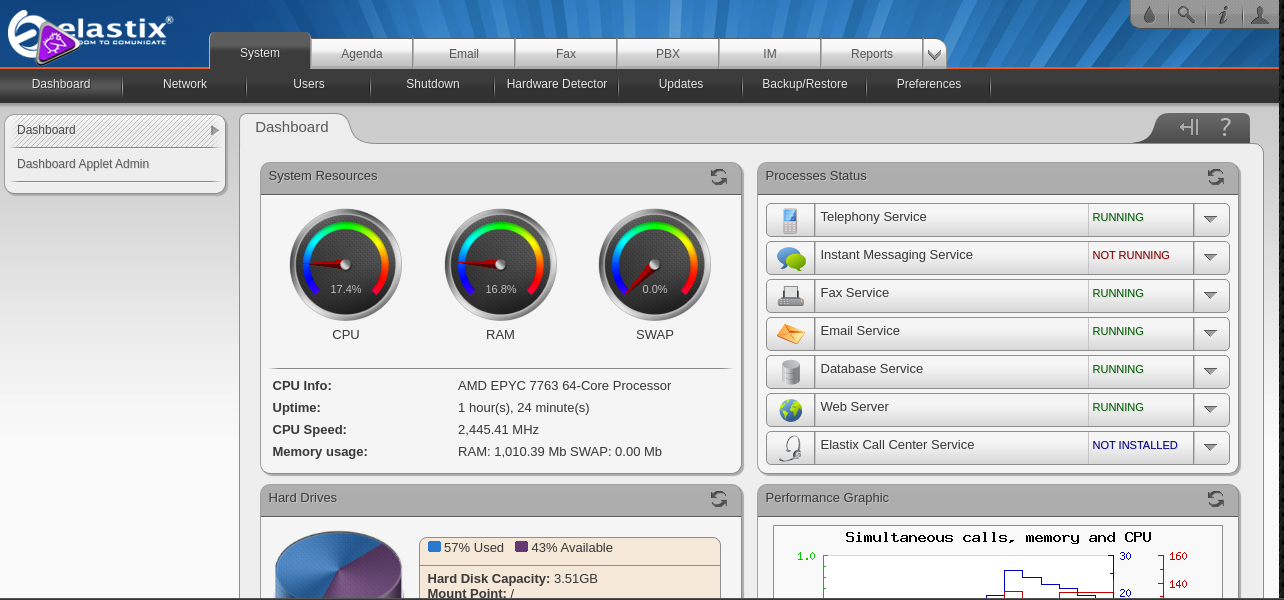 elastix®
DOM TO COMUNICATE
System
Agenda
Email
Fax
PBX
IM
Reports
Dashboard
Network
Users
Shutdown
Hardware Detector
Updates
Backup/Restore
Preferences
Dashboard
Dashboard Applet Admin
Dashboard
?
System Resources
17.4%
16.8%
0.0%
CPU
RAM
SWAP
CPU Info: AMD EPYC 7763 64-Core Processor
Uptime: 1 hour(s), 24 minute(s)
CPU Speed: 2,445.41 MHz
Memory usage: RAM: 1,010.39 Mb SWAP: 0.00 Mb
Processes Status
Telephony Service RUNNING
Instant Messaging Service NOT RUNNING
Fax Service RUNNING
Email Service RUNNING
Database Service RUNNING
Web Server RUNNING
Elastix Call Center Service NOT INSTALLED
Hard Drives
57% Used 43% Available
Hard Disk Capacity: 3.51GB
Mount Point: /
Performance Graphic
Simultaneous calls, memory and CPU
1.0 30 160
140
20